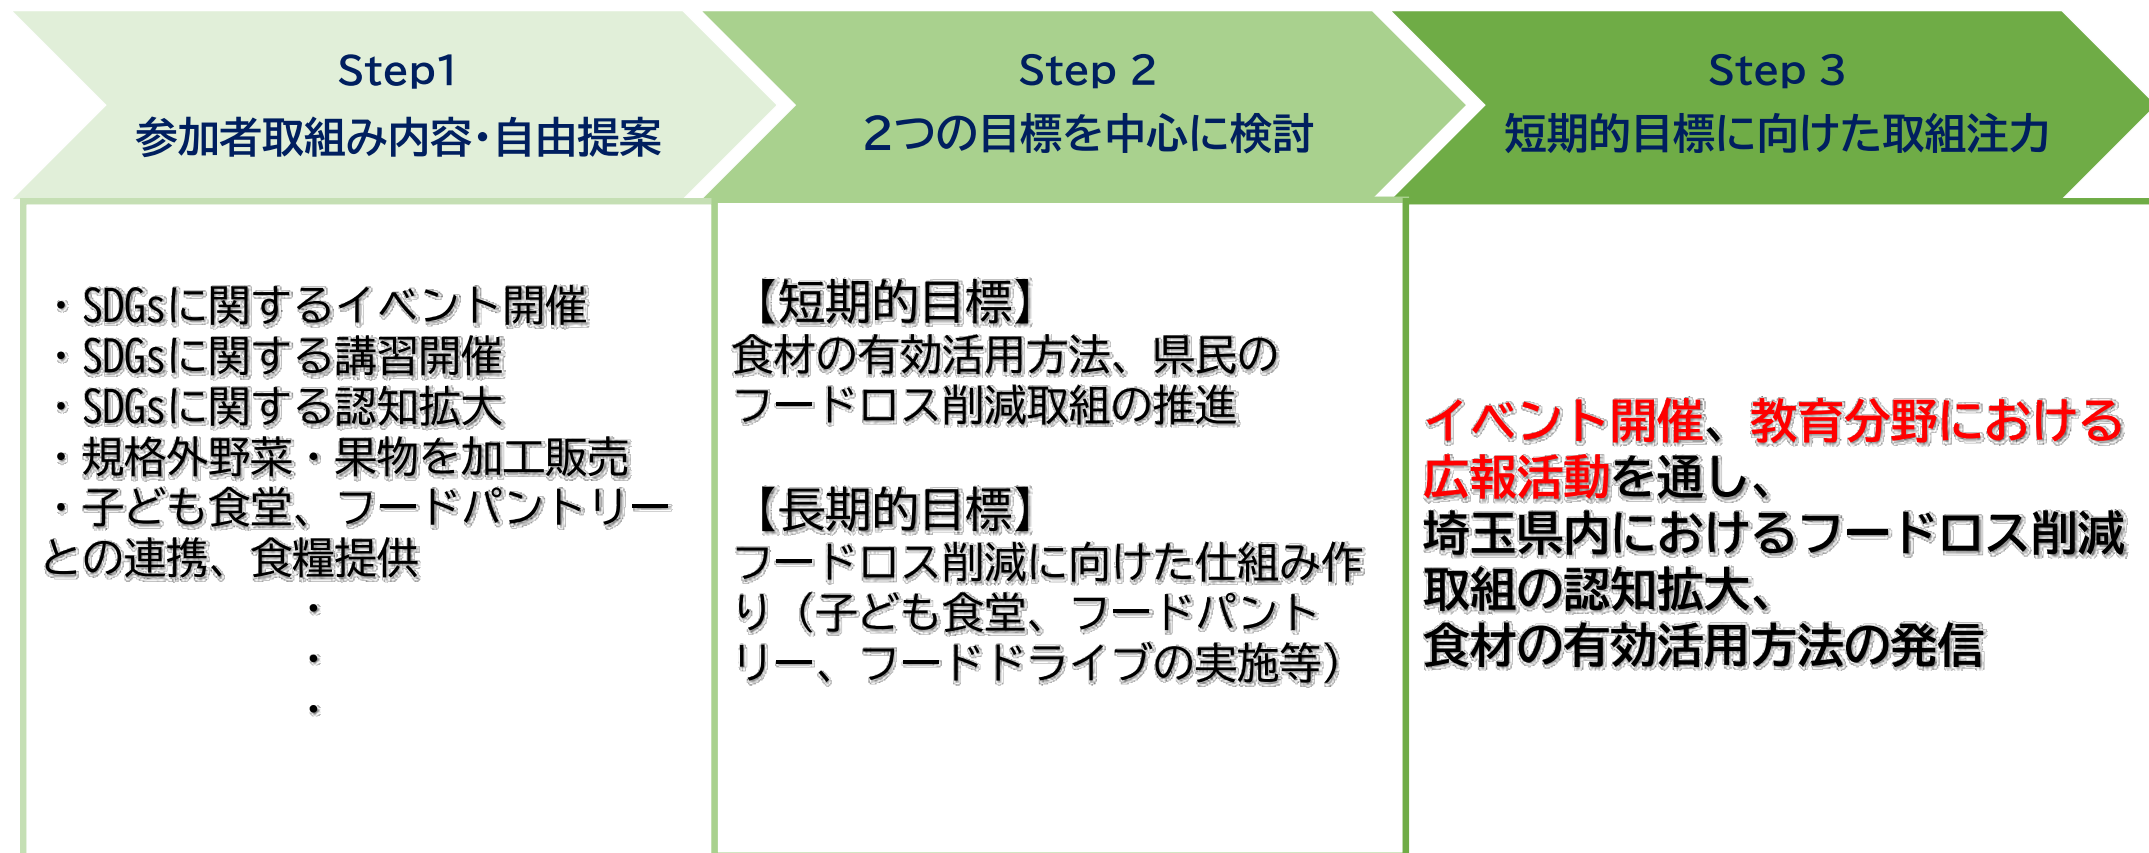 Step1
参加者取組み内容・自由提案
・SDGsに関するイベント開催
・SDGsに関する講習開催
・SDGsに関する認知拡大
・規格外野菜・果物を加工販売
・子ども食堂、フードパントリー
との連携、食糧提供
・
・
・
Step 2
2つの目標を中心に検討
【短期的目標】
食材の有効活用方法、県民の
フードロス削減取組の推進
【長期的目標】
フードロス削減に向けた仕組み作
り（子ども食堂、フードパント
リー、フードドライブの実施等）
Step 3
短期的目標に向けた取組注力
イベント開催、教育分野における
広報活動を通し、
埼玉県内におけるフードロス削減
取組の認知拡大、
食材の有効活用方法の発信